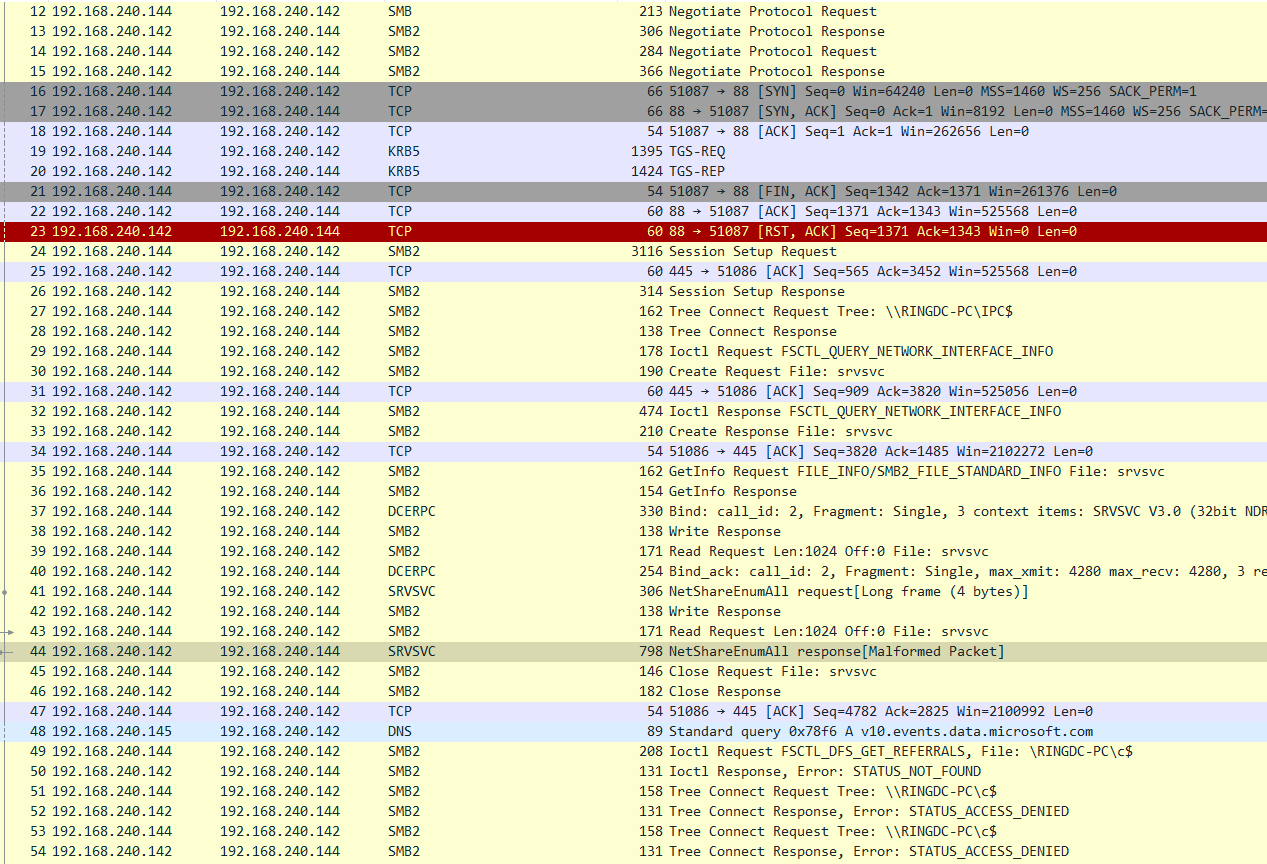 12 192.168.240.144 192.168.240.142 SMB 213 Negotiate Protocol Request
13 192.168.240.142 192.168.240.144 SMB2 306 Negotiate Protocol Response
14 192.168.240.144 192.168.240.142 SMB2 284 Negotiate Protocol Request
15 192.168.240.142 192.168.240.144 SMB2 366 Negotiate Protocol Response
16 192.168.240.144 192.168.240.142 TCP 66 51087 → 88 [SYN] Seq=0 Win=64240 Len=0 MSS=1460 WS=256 SACK_PERM=1
17 192.168.240.142 192.168.240.144 TCP 66 88 → 51087 [SYN, ACK] Seq=0 Ack=1 Win=8192 Len=0 MSS=1460 WS=256 SACK_PERM=
18 192.168.240.144 192.168.240.142 TCP 54 51087 → 88 [ACK] Seq=1 Ack=1 Win=262656 Len=0
19 192.168.240.144 192.168.240.142 KRB5 1395 TGS-REQ
20 192.168.240.142 192.168.240.144 KRB5 1424 TGS-REP
21 192.168.240.144 192.168.240.142 TCP 54 51087 → 88 [FIN, ACK] Seq=1342 Ack=1371 Win=261376 Len=0
22 192.168.240.142 192.168.240.144 TCP 60 88 → 51087 [ACK] Seq=1371 Ack=1343 Win=525568 Len=0
23 192.168.240.142 192.168.240.144 TCP 60 88 → 51087 [RST, ACK] Seq=1371 Ack=1343 Win=0 Len=0
24 192.168.240.144 192.168.240.142 SMB2 3116 Session Setup Request
25 192.168.240.142 192.168.240.144 TCP 60 445 → 51086 [ACK] Seq=565 Ack=3452 Win=525568 Len=0
26 192.168.240.142 192.168.240.144 SMB2 314 Session Setup Response
27 192.168.240.144 192.168.240.142 SMB2 162 Tree Connect Request Tree: \\RINGDC-PC\IPC$
28 192.168.240.142 192.168.240.144 SMB2 138 Tree Connect Response
29 192.168.240.144 192.168.240.142 SMB2 178 Ioctl Request FSCTL_QUERY_NETWORK_INTERFACE_INFO
30 192.168.240.144 192.168.240.142 SMB2 190 Create Request File: srvsvc
31 192.168.240.142 192.168.240.144 TCP 60 445 → 51086 [ACK] Seq=909 Ack=3820 Win=525056 Len=0
32 192.168.240.142 192.168.240.144 SMB2 474 Ioctl Response FSCTL_QUERY_NETWORK_INTERFACE_INFO
33 192.168.240.142 192.168.240.144 SMB2 210 Create Response File: srvsvc
34 192.168.240.144 192.168.240.142 TCP 54 51086 → 445 [ACK] Seq=3820 Ack=1485 Win=2102272 Len=0
35 192.168.240.144 192.168.240.142 SMB2 162 GetInfo Request FILE_INFO/SMB2_FILE_STANDARD_INFO File: srvsvc
36 192.168.240.142 192.168.240.144 SMB2 154 GetInfo Response
37 192.168.240.144 192.168.240.142 DCERPC 330 Bind: call_id: 2, Fragment: Single, 3 context items: SRVSVC V3.0 (32bit NDR
38 192.168.240.142 192.168.240.144 SMB2 138 Write Response
39 192.168.240.144 192.168.240.142 SMB2 171 Read Request Len:1024 Off:0 File: srvsvc
40 192.168.240.142 192.168.240.144 DCERPC 254 Bind_ack: call_id: 2, Fragment: Single, max_xmit: 4280 max_recv: 4280, 3 re
41 192.168.240.144 192.168.240.142 SRVSVC 306 NetShareEnumAll request[Long frame (4 bytes)]
42 192.168.240.142 192.168.240.144 SMB2 138 Write Response
43 192.168.240.144 192.168.240.142 SMB2 171 Read Request Len:1024 Off:0 File: srvsvc
44 192.168.240.142 192.168.240.144 SRVSVC 798 NetShareEnumAll response[Malformed Packet]
45 192.168.240.144 192.168.240.142 SMB2 146 Close Request File: srvsvc
46 192.168.240.142 192.168.240.144 SMB2 182 Close Response
47 192.168.240.144 192.168.240.142 TCP 54 51086 → 445 [ACK] Seq=4782 Ack=2825 Win=2100992 Len=0
48 192.168.240.145 192.168.240.142 DNS 89 Standard query 0x78f6 A v10.events.data.microsoft.com
49 192.168.240.144 192.168.240.142 SMB2 208 Ioctl Request FSCTL_DFS_GET_REFERRALS, File: \RINGDC-PC\c$
50 192.168.240.142 192.168.240.144 SMB2 131 Ioctl Response, Error: STATUS_NOT_FOUND
51 192.168.240.144 192.168.240.142 SMB2 158 Tree Connect Request Tree: \\RINGDC-PC\c$
52 192.168.240.142 192.168.240.144 SMB2 131 Tree Connect Response, Error: STATUS_ACCESS_DENIED
53 192.168.240.144 192.168.240.142 SMB2 158 Tree Connect Request Tree: \\RINGDC-PC\c$
54 192.168.240.142 192.168.240.144 SMB2 131 Tree Connect Response, Error: STATUS_ACCESS_DENIED